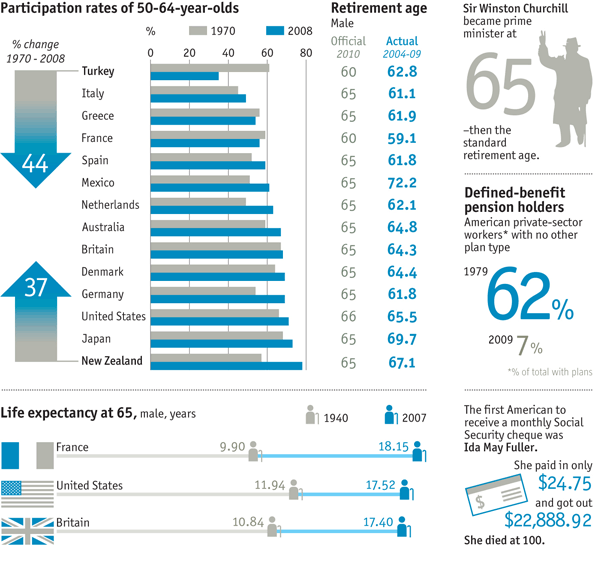 Participation rates of 50-64-year-olds
% change
1970 - 2008
44
37
%
1970
2008
0
20
40
60
80
Retirement age
Male
Official
2010
Actual
2004-09
Turkey 60 62.8
Italy 65 61.1
Greece 65 61.9
France 60 59.1
Spain 65 61.8
Mexico 65 72.2
Netherlands 65 62.1
Australia 65 64.8
Britain 65 64.3
Denmark 65 64.4
Germany 65 61.8
United States 66 65.5
Japan 65 69.7
New Zealand 65 67.1
Life expectancy at 65, male, years
1940
2007
France 9.90 18.15
United States 11.94 17.52
Britain 10.84 17.40
Sir Winston Churchill
became prime
minister at
65
–then the
standard
retirement age.
Defined-benefit
pension holders
American private-sector
workers* with no other
plan type
1979
62%
2009 7%
*% of total with plans
The first American to
receive a monthly Social
Security cheque was
Ida May Fuller.
She paid in only
$24.75
and got out
$22,888.92
$
She died at 100.